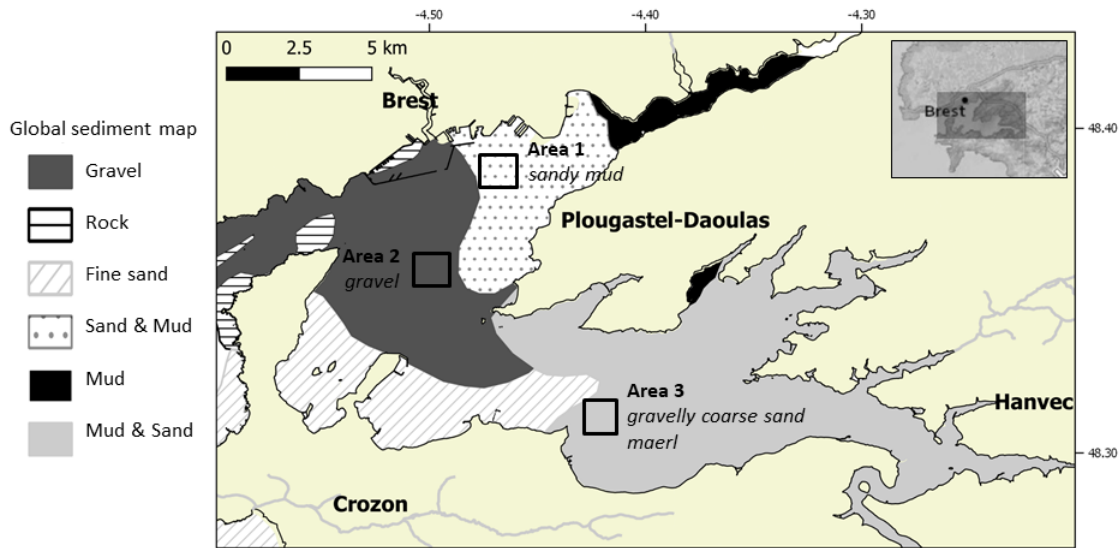 -4.50
-4.40
-4.30
0 2.5 5 km
Brest
Brest
Global sediment map
Gravel
Rock
Fine sand
Sand & Mud
Mud
Mud & Sand
Area 1
sandy mud
48.40
Plougastel-Daoulas
Area 2
gravel
Area 3
gravelly coarse sand
maerl
Hanvec
48.30
Crozon